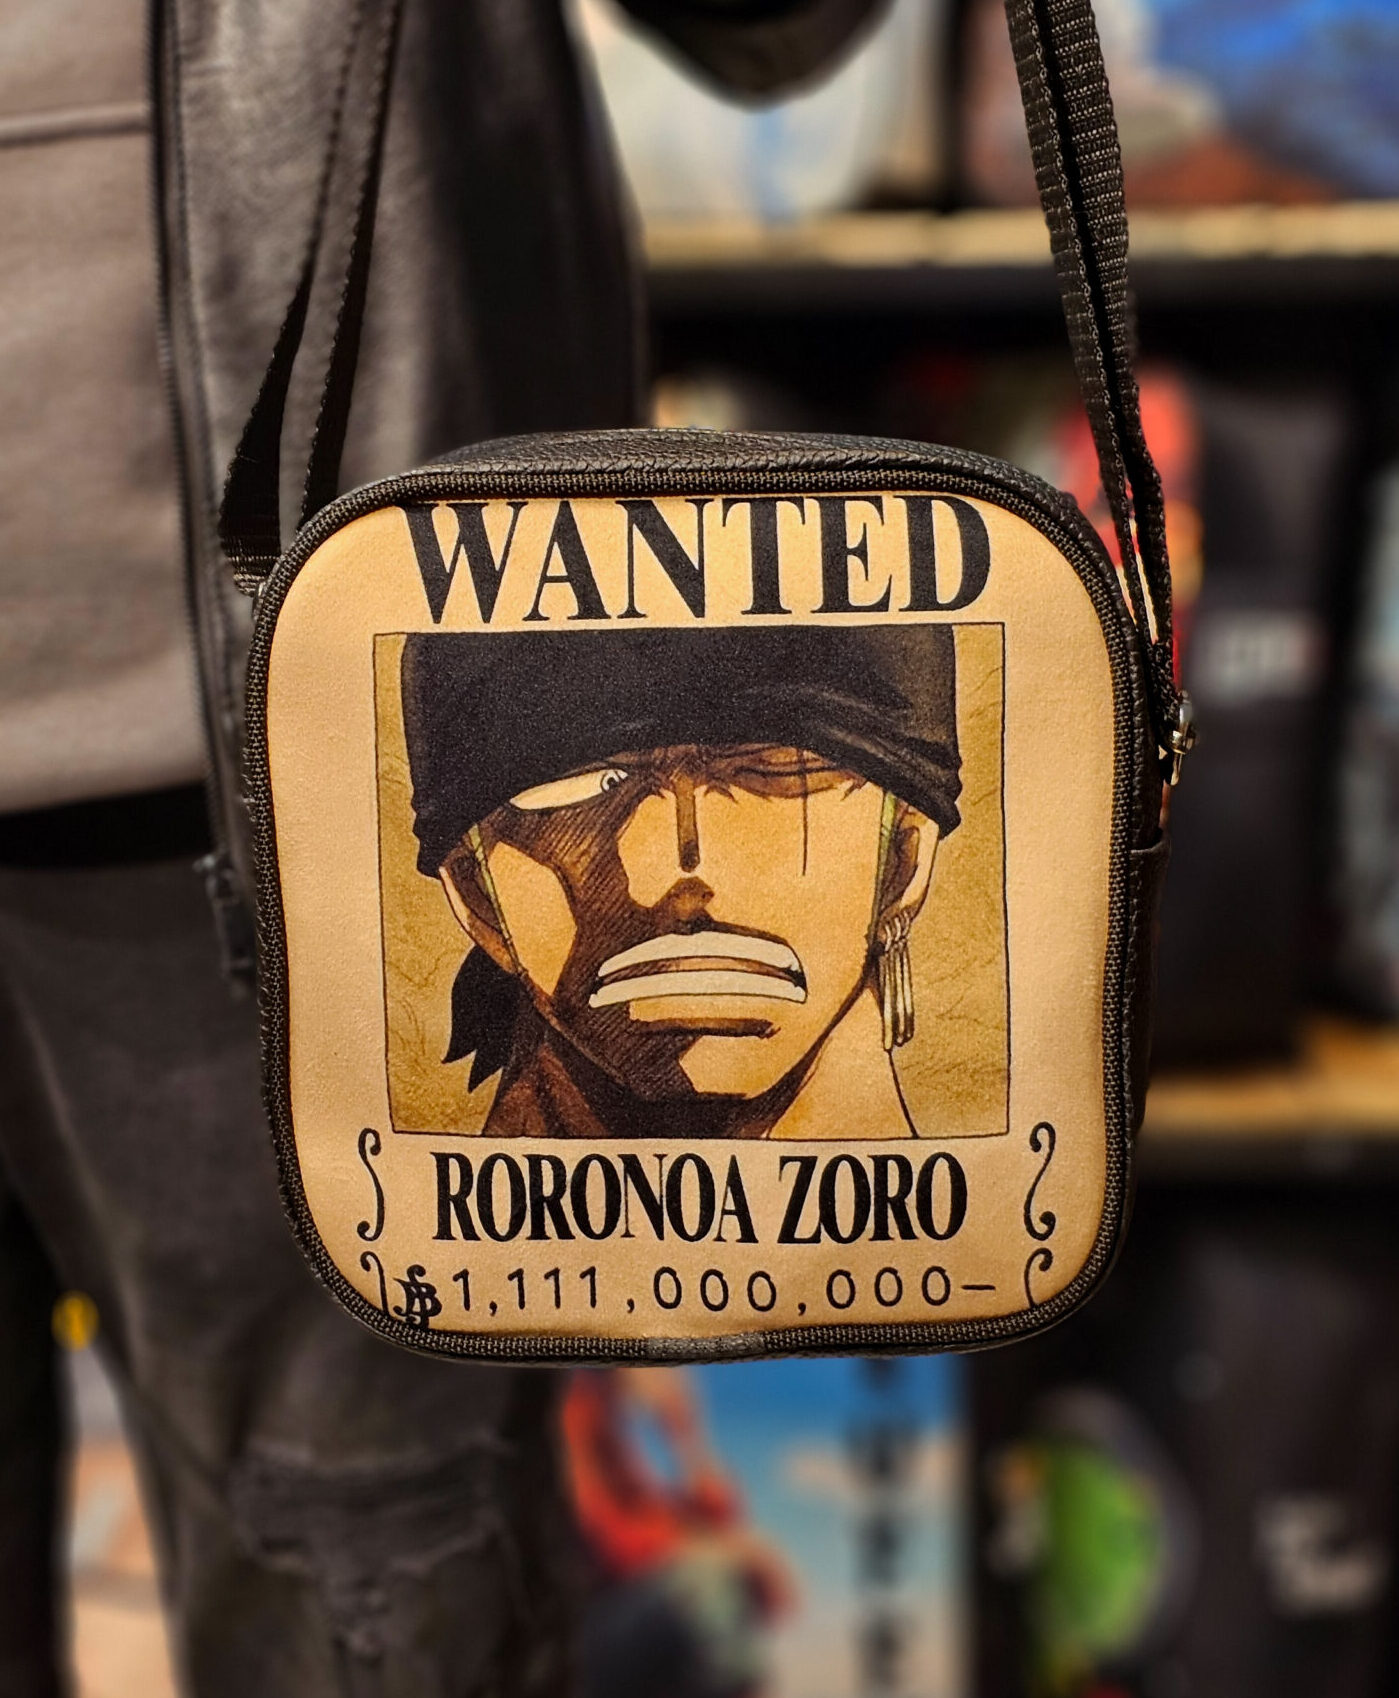 WANTED
RORONOA ZORO
฿1,111,000,000-